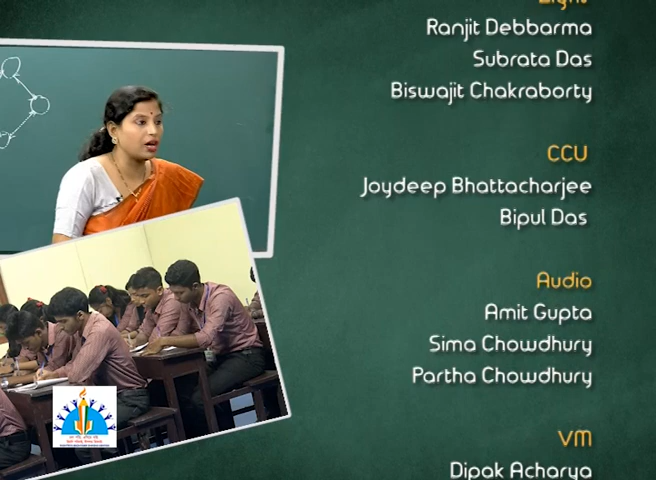 Light
Ranjit Debbarma
Subrata Das
Biswajit Chakraborty
CCU
Joydeep Bhattacharjee
Bipul Das
Audio
Amit Gupta
Sima Chowdhury
Partha Chowdhury
VM
Dipak Acharya